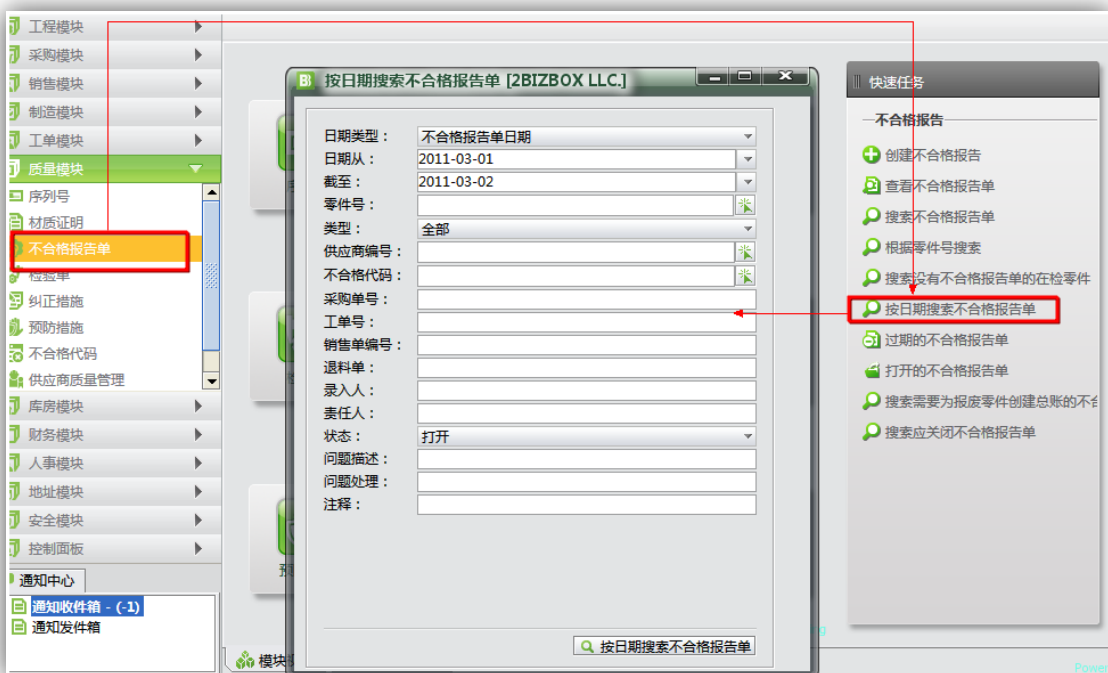 工程模块
采购模块
销售模块
制造模块
工单模块
质量模块
序列号
材质证明
不合格报告单
检验单
纠正措施
预防措施
不合格代码
供应商质量管理
库房模块
财务模块
人事模块
地址模块
安全模块
控制面板
通知中心
通知收件箱 - (-1)
通知发件箱
模块
按日期搜索不合格报告单 [2BIZBOX LLC.]
日期类型： 不合格报告单日期
日期从： 2011-03-01
截至： 2011-03-02
零件号：
类型： 全部
供应商编号：
不合格代码：
采购单号：
工单号：
销售单编号：
退料单：
录入人：
责任人：
状态： 打开
问题描述：
问题处理：
注释：
按日期搜索不合格报告单
快速任务
不合格报告
创建不合格报告
查看不合格报告单
搜索不合格报告单
根据零件号搜索
搜索没有不合格报告单的在检零件
按日期搜索不合格报告单
过期的不合格报告单
打开的不合格报告单
搜索需要为报废零件创建总账的不合
搜索应关闭不合格报告单
Power